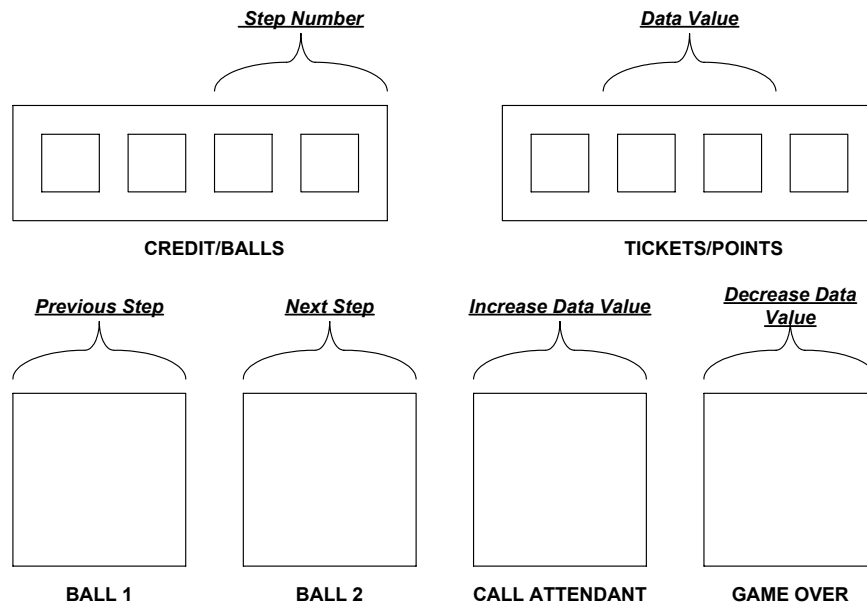 Step Number
Data Value
CREDIT/BALLS
TICKETS/POINTS
Previous Step
Next Step
Increase Data Value
Decrease Data
Value
BALL 1
BALL 2
CALL ATTENDANT
GAME OVER